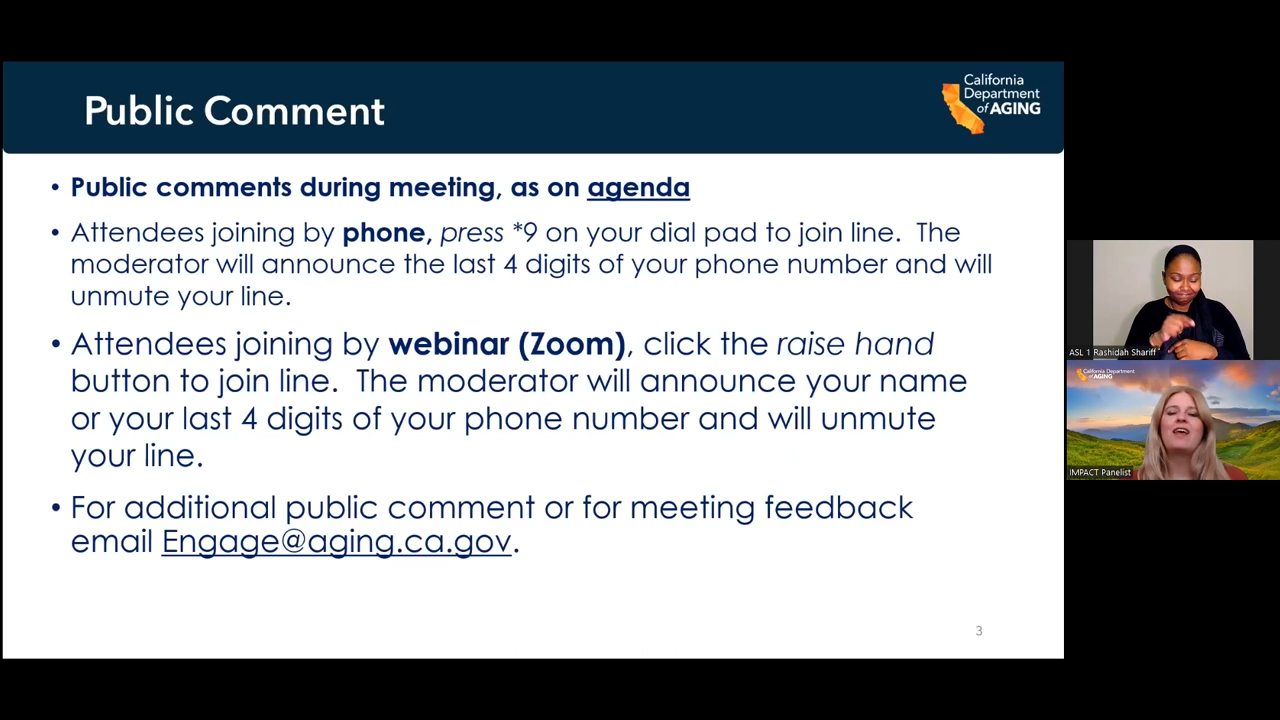 Public Comment
California
Department
of AGING
• Public comments during meeting, as on agenda
• Attendees joining by phone, press *9 on your dial pad to join line. The
moderator will announce the last 4 digits of your phone number and will
unmute your line.
• Attendees joining by webinar (Zoom), click the raise hand
button to join line. The moderator will announce your name
or your last 4 digits of your phone number and will unmute
your line.
• For additional public comment or for meeting feedback
email Engage@aging.ca.gov.
3
ASL 1 Rashidah Shariff
California Department
of AGING
IMPACT Panelist